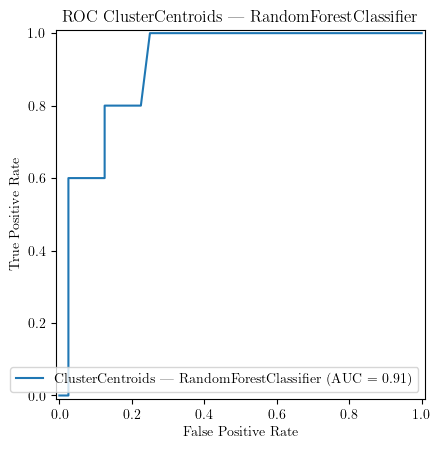 ROC ClusterCentroids — RandomForestClassifier
1.0
0.8
0.6
0.4
0.2
0.0
True Positive Rate
ClusterCentroids — RandomForestClassifier (AUC = 0.91)
0.0 0.2 0.4 0.6 0.8 1.0
False Positive Rate